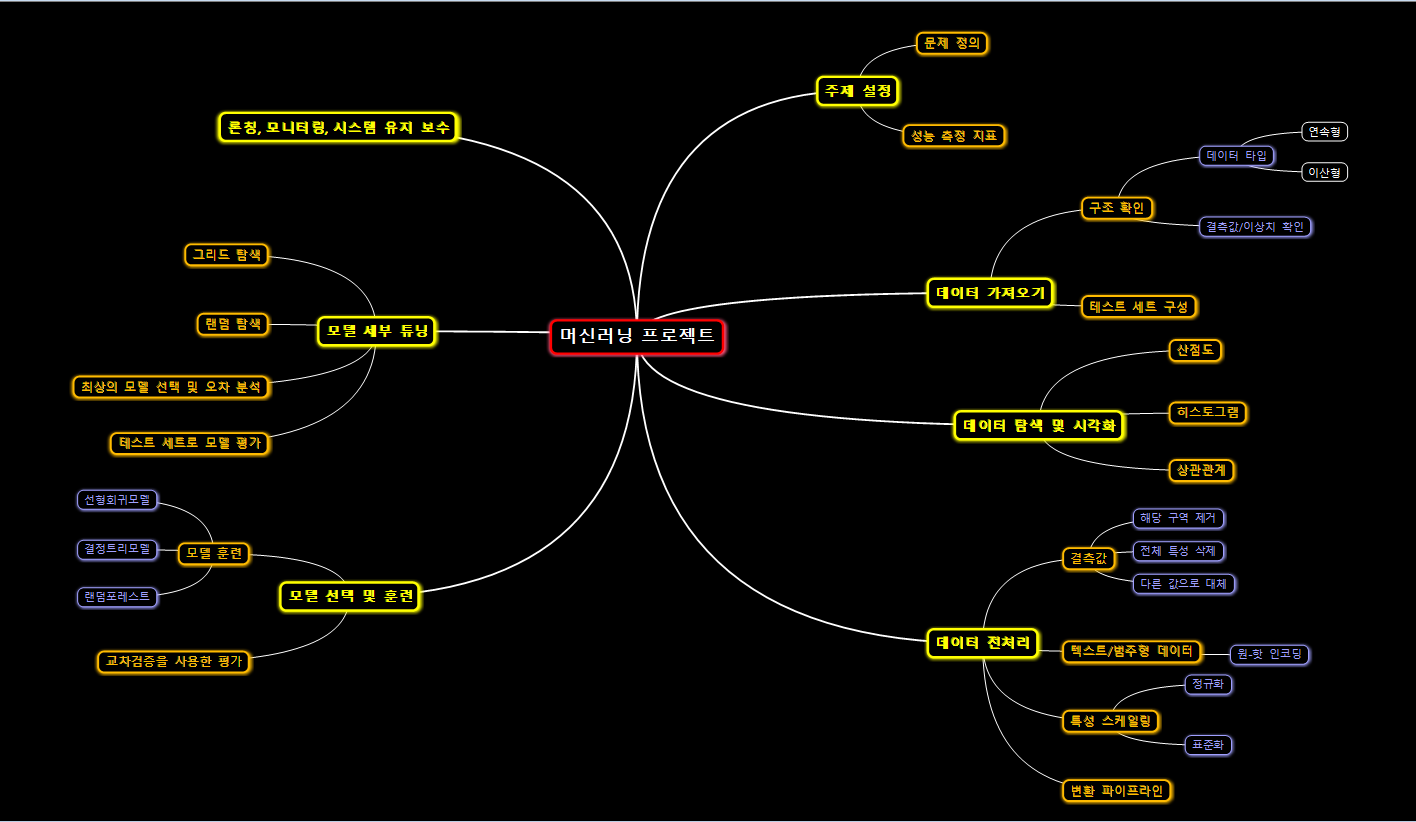 머신러닝 프로젝트
주제 설정
문제 정의
성능 측정 지표
데이터 가져오기
구조 확인
데이터 타입
연속형
이산형
결측값/이상치 확인
테스트 세트 구성
데이터 탐색 및 시각화
산점도
히스토그램
상관관계
데이터 전처리
결측값
해당 구역 제거
전체 특성 삭제
다른 값으로 대체
텍스트/범주형 데이터
원-핫 인코딩
특성 스케일링
정규화
표준화
변환 파이프라인
모델 선택 및 훈련
모델 훈련
선형회귀모델
결정트리모델
랜덤포레스트
교차검증을 사용한 평가
모델 세부 튜닝
그리드 탐색
랜덤 탐색
최상의 모델 선택 및 오차 분석
테스트 세트로 모델 평가
론칭, 모니터링, 시스템 유지 보수